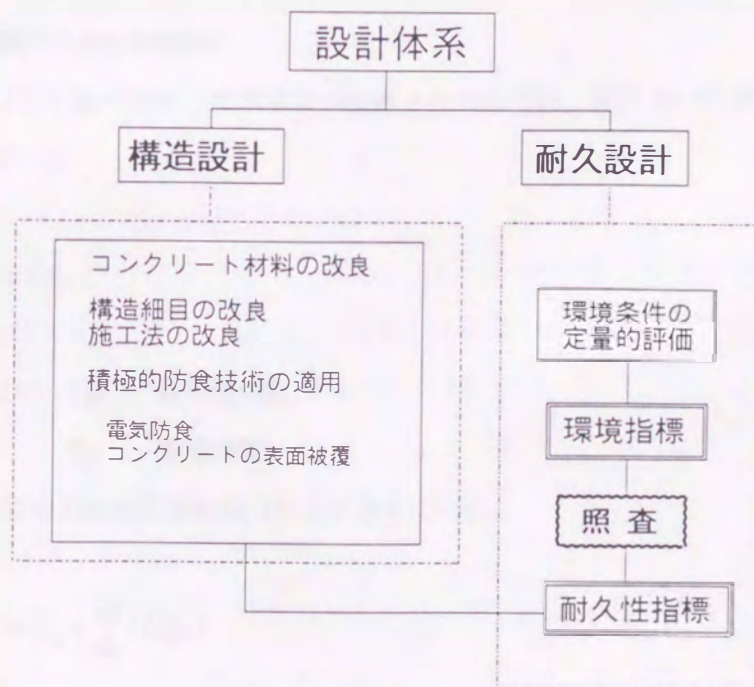 設計体系
構造設計
耐久設計
コンクリート材料の改良
構造細目の改良
施工法の改良
積極的防食技術の適用
電気防食
コンクリートの表面被覆
環境条件の
定量的評価
環境指標
照査
耐久性指標